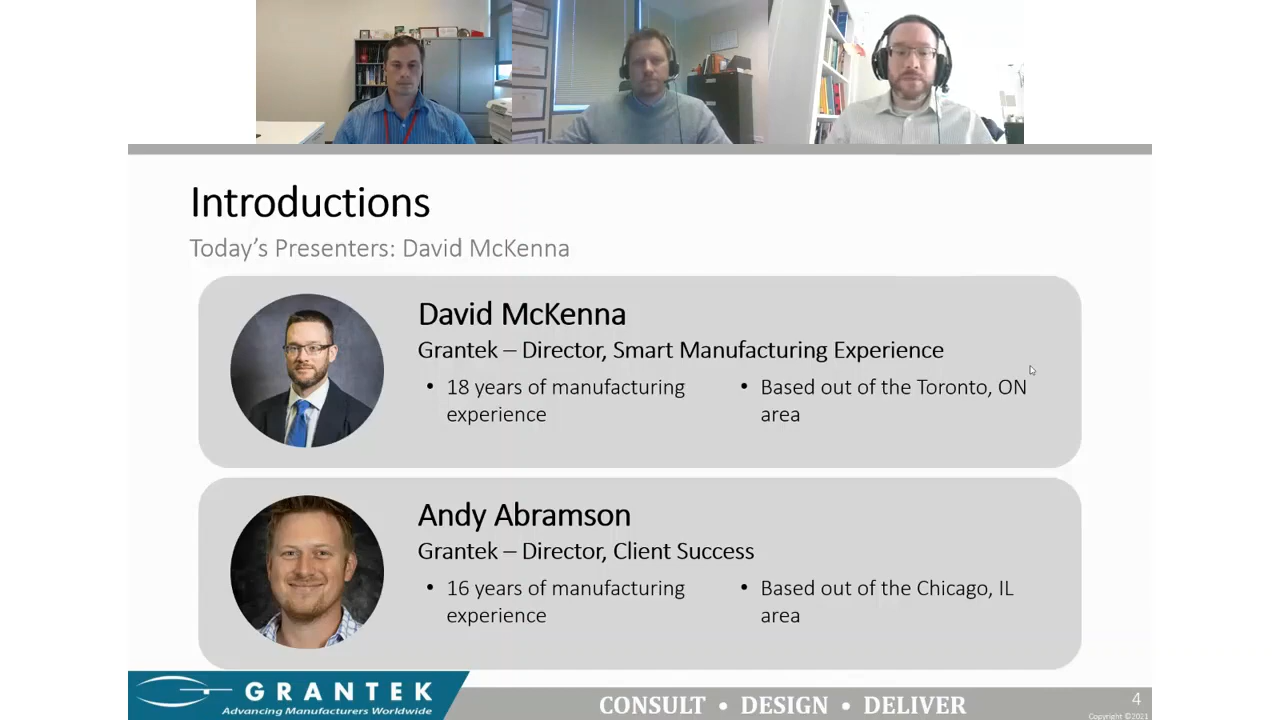 Introductions
Today's Presenters: David McKenna
David McKenna
Grantek – Director, Smart Manufacturing Experience
• 18 years of manufacturing
experience
• Based out of the Toronto, ON
area
Andy Abramson
Grantek – Director, Client Success
• 16 years of manufacturing
experience
• Based out of the Chicago, IL
area
GRANTEK
Advancing Manufacturers Worldwide
CONSULT • DESIGN • DELIVER
4
Copyright ©2021